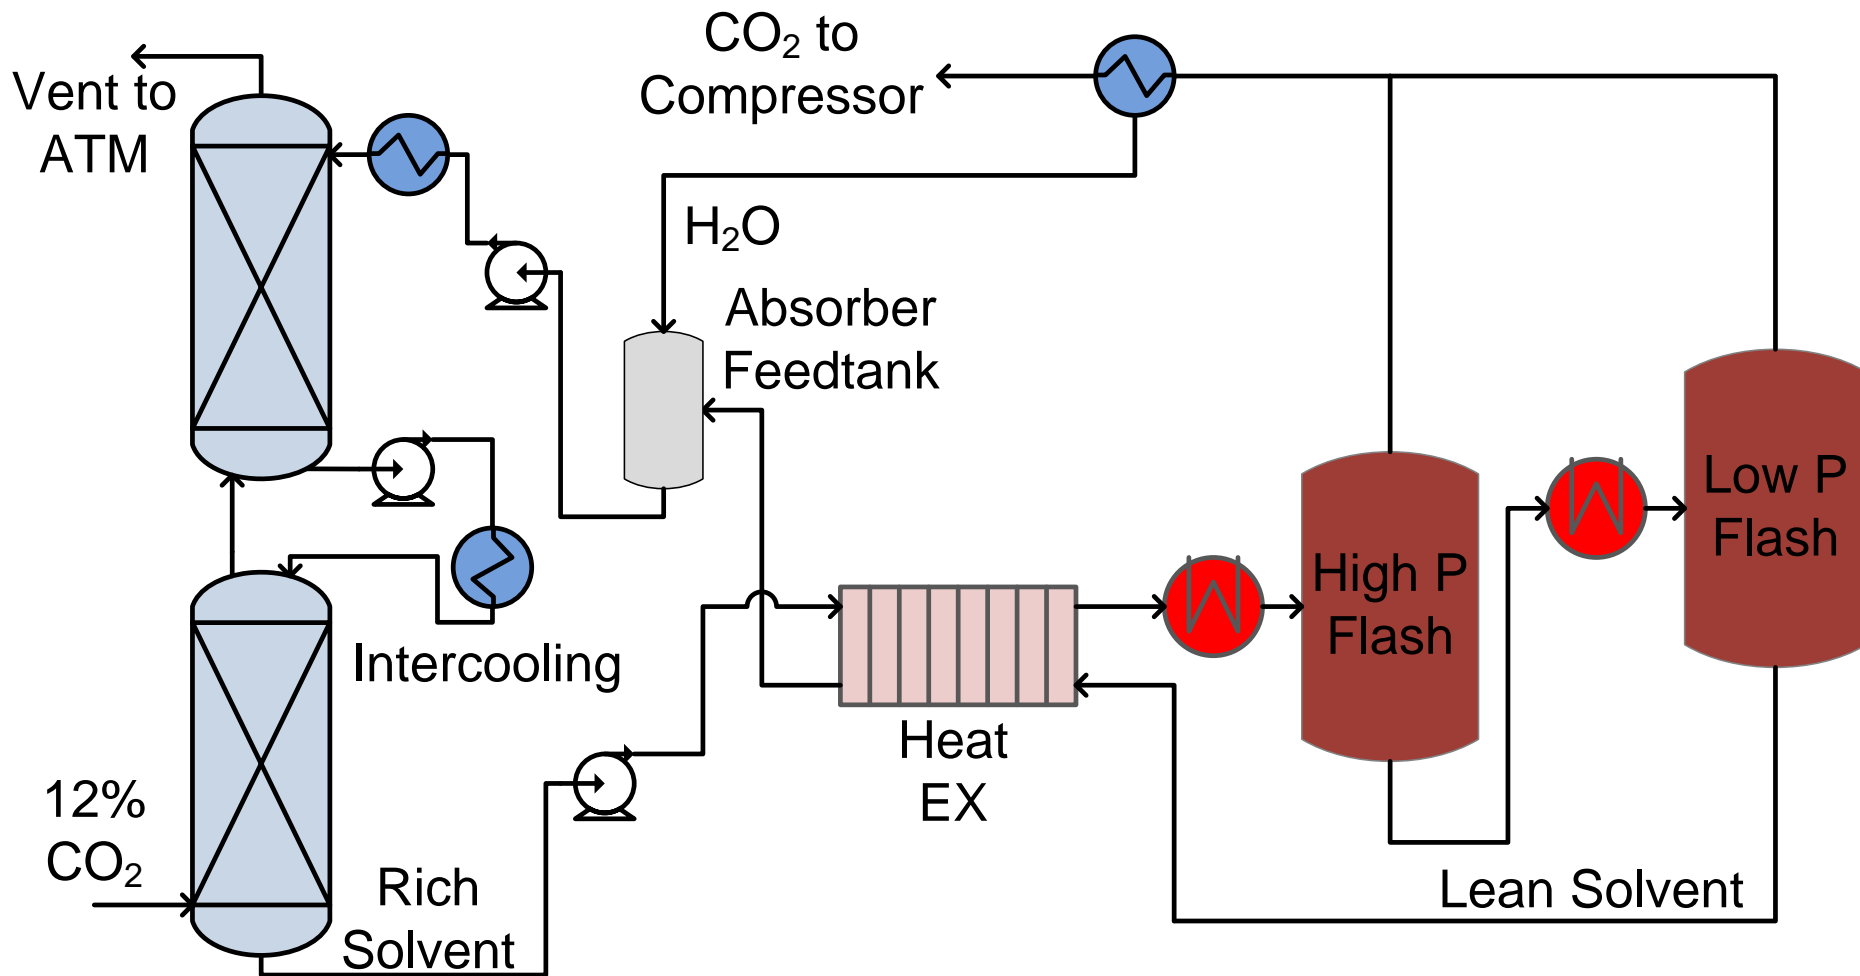 CO₂ to
Compressor
Vent to
ATM
H₂O
Absorber
Feedtank
Low P
Flash
High P
Flash
Intercooling
Heat
EX
12%
CO₂
Rich
Solvent
Lean Solvent